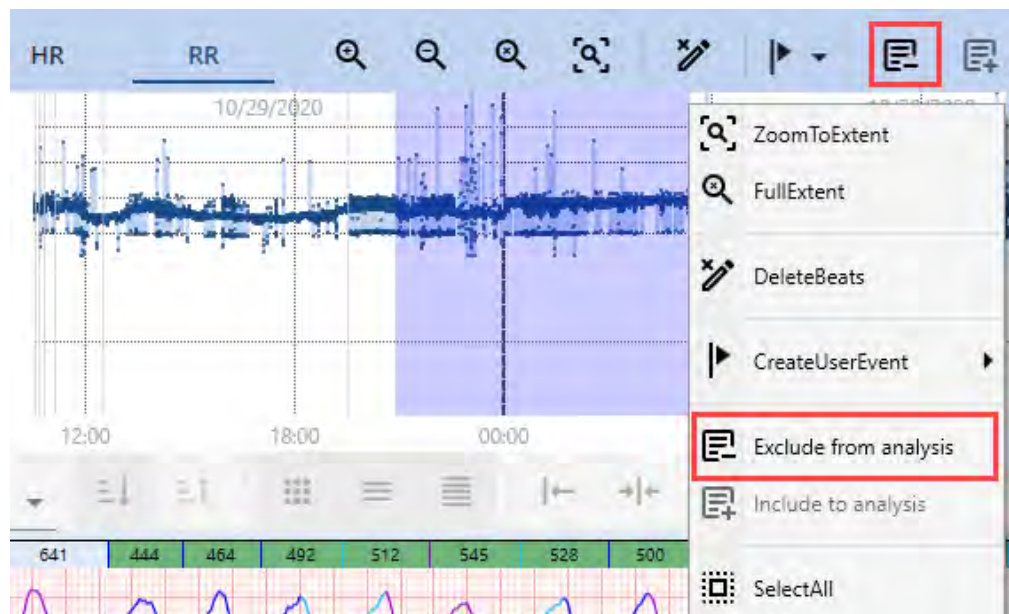 HR RR
10/29/2020
ZoomToExtent
FullExtent
DeleteBeats
CreateUserEvent
12:00 18:00 00:00
Exclude from analysis
Include to analysis
641 444 464 492 512 545 528 500
SelectAll